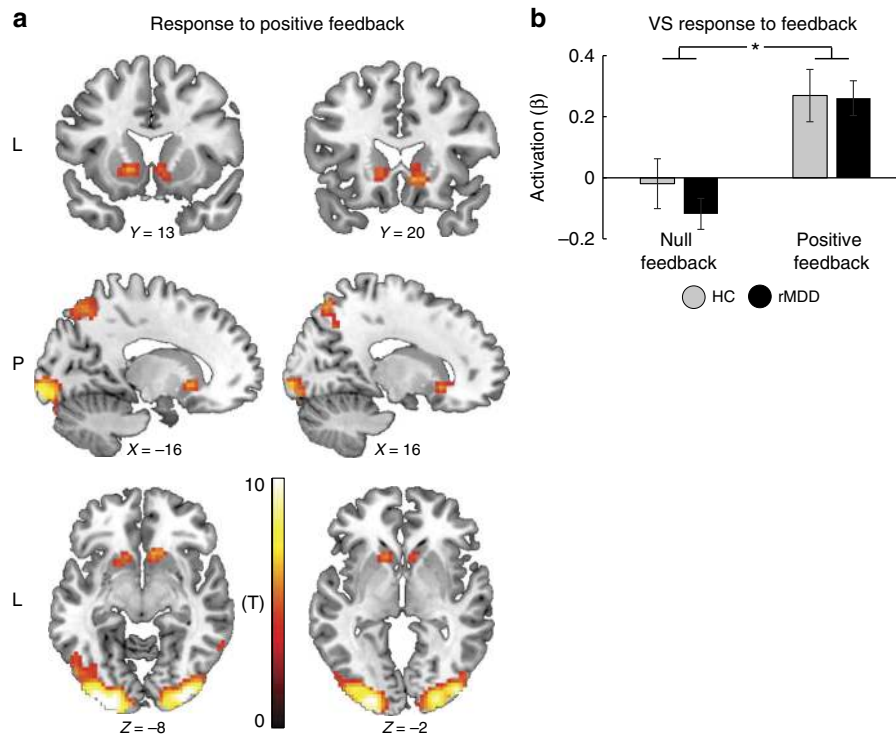 a
Response to positive feedback
L
Y = 13
Y = 20
P
X = –16
X = 16
L
10
(T)
0
Z = –8
Z = –2
b
VS response to feedback
*
Activation (β)
0.4
0.2
0
–0.2
Null
feedback
Positive
feedback
HC
rMDD